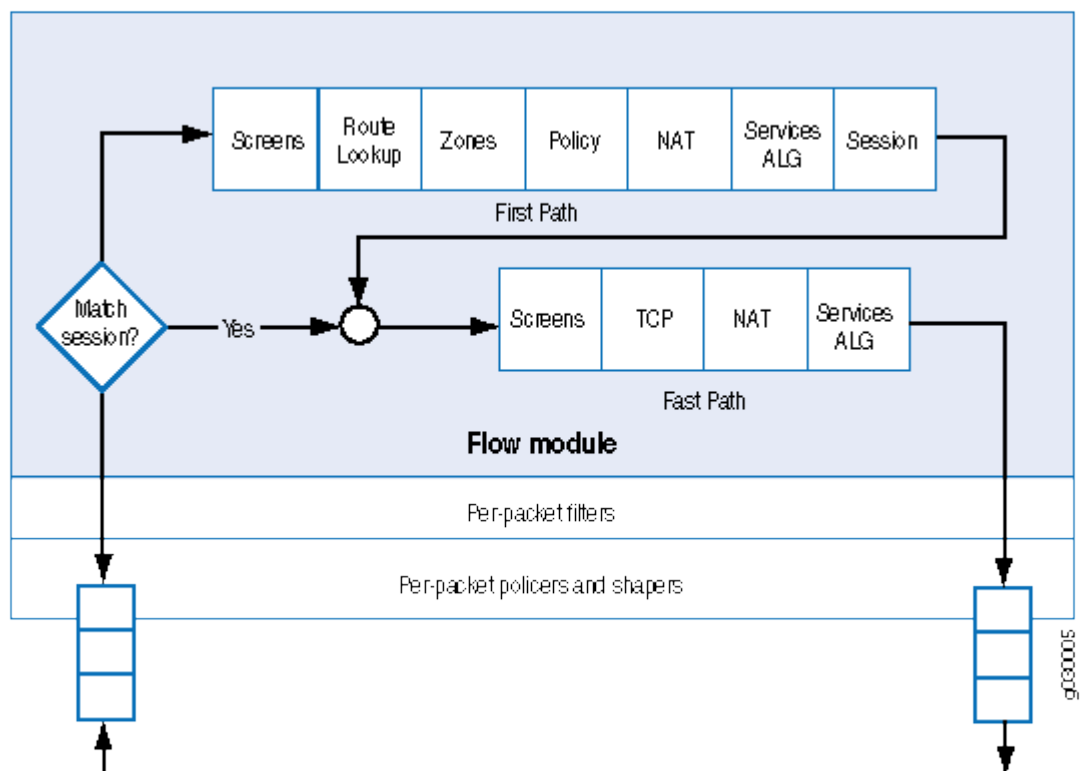 Screens
Route
Lookup
Zones
Policy
NAT
Services
ALG
Session
First Path
Match
session?
Yes
Screens
TCP
NAT
Services
ALG
Fast Path
Flow module
Per-packet filters
Per-packet policers and shapers
g030005